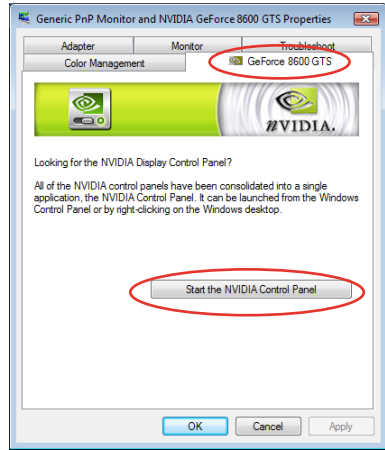 Generic PnP Monitor and NVIDIA GeForce 8600 GTS Properties
Adapter Monitor Troubleshoot
Color Management GeForce 8600 GTS
NVIDIA.
Looking for the NVIDIA Display Control Panel?
All of the NVIDIA control panels have been consolidated into a single
application, the NVIDIA Control Panel. It can be launched from the Windows
Control Panel or by right-clicking on the Windows desktop.
Start the NVIDIA Control Panel
OK Cancel Apply